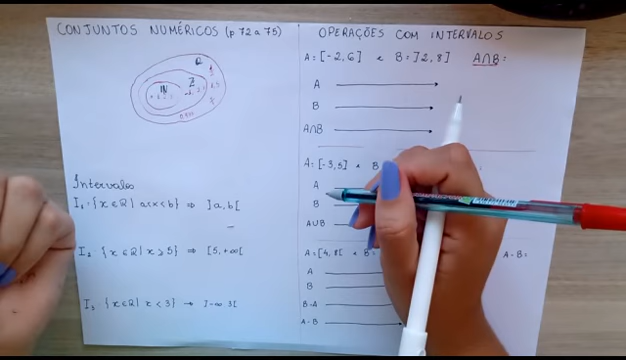 CONJUNTOS NUMÉRICOS (p 72 a 75)
R
Z
IN
Intervalos
I₁ = {x ∈ R | a < x < b} ⇒ ]a, b[
I₂ {x ∈ R | x ⩾ 5} ⇒ [5, +∞[
I₃ {x ∈ R | x < 3} → ]-∞ 3[
OPERAÇÕES COM INTERVALOS
A = [-2, 6] e B = ]2, 8] A∩B =
A
B
A∩B
A = [-3, 5] e B
A
B
A∪B
A = [4, 8[ e B = A - B =
A
B
B = A
A - B